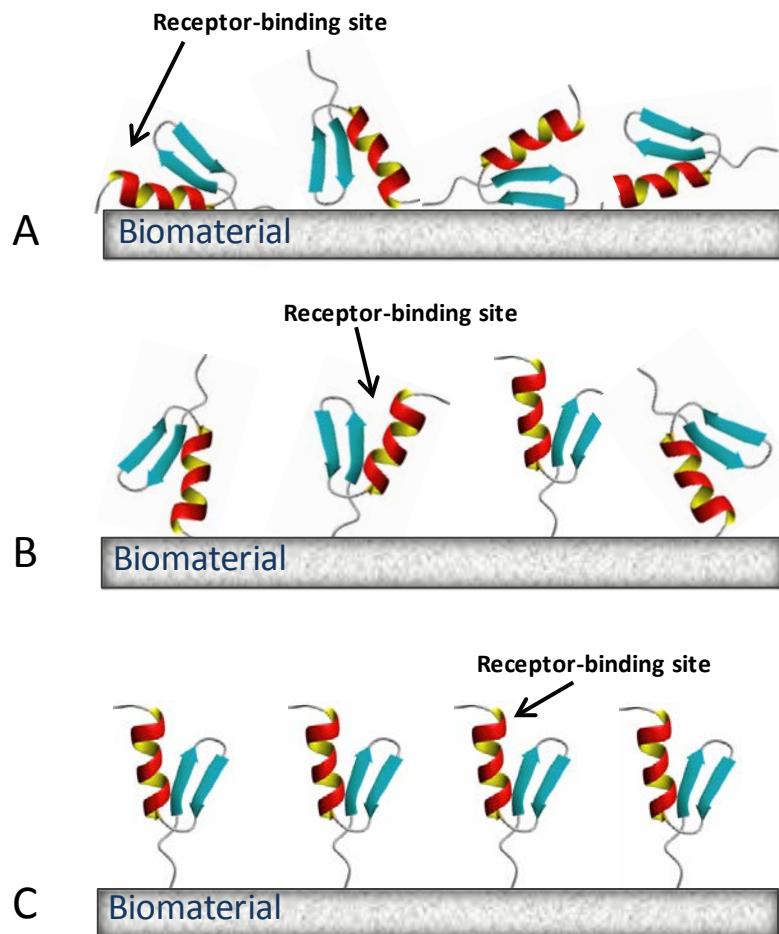 Receptor-binding site
A
Biomaterial
Receptor-binding site
B
Biomaterial
Receptor-binding site
C
Biomaterial